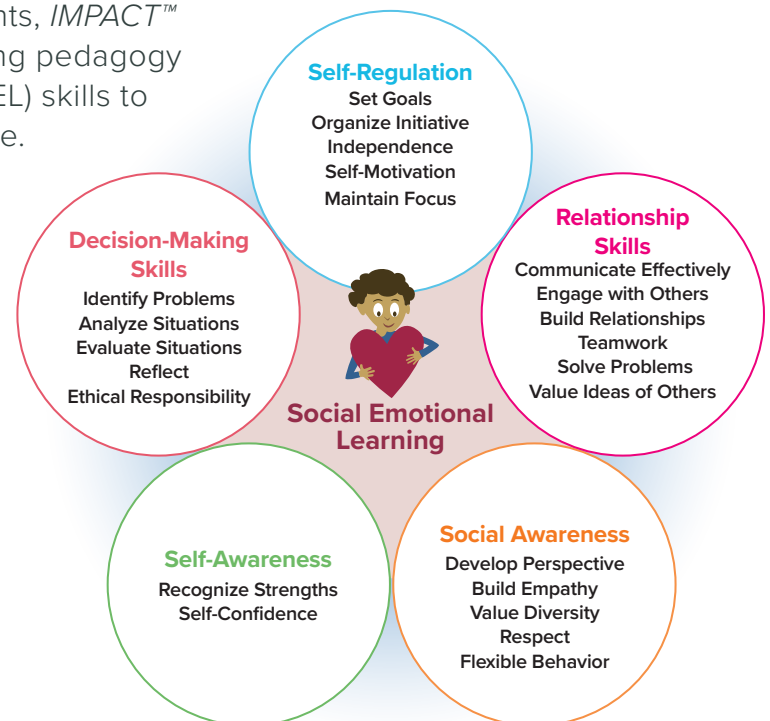 nts, IMPACT™
ng pedagogy
EL) skills to
e.
Self-Regulation
Set Goals
Organize Initiative
Independence
Self-Motivation
Maintain Focus
Decision-Making
Skills
Identify Problems
Analyze Situations
Evaluate Situations
Reflect
Ethical Responsibility
Relationship
Skills
Communicate Effectively
Engage with Others
Build Relationships
Teamwork
Solve Problems
Value Ideas of Others
Social Emotional
Learning
Self-Awareness
Recognize Strengths
Self-Confidence
Social Awareness
Develop Perspective
Build Empathy
Value Diversity
Respect
Flexible Behavior